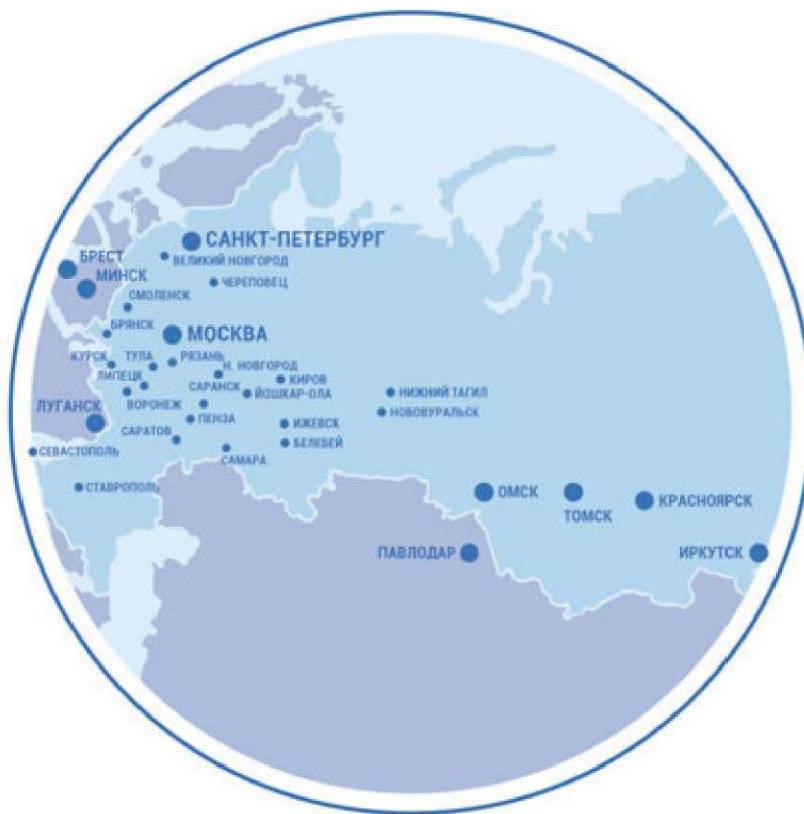 САНКТ-ПЕТЕРБУРГ
БРЕСТ
ВЕЛИКИЙ НОВГОРОД
МИНСК
ЧЕРЕПОВЕЦ
СМОЛЕНСК
БРЯНСК
МОСКВА
КУРСК
ТУЛА
РЯЗАНЬ
Н. НОВГОРОД
ЛИПЕЦК
САРАНСК
КИРОВ
ЙОШКАР-ОЛА
НИЖНИЙ ТАГИЛ
ЛУГАНСК
ВОРОНЕЖ
НОВОУРАЛЬСК
ПЕНЗА
ИЖЕВСК
САРАТОВ
БЕЛЕБЕЙ
СЕВАСТОПОЛЬ
САМАРА
СТАВРОПОЛЬ
ОМСК
ТОМСК
КРАСНОЯРСК
ПАВЛОДАР
ИРКУТСК